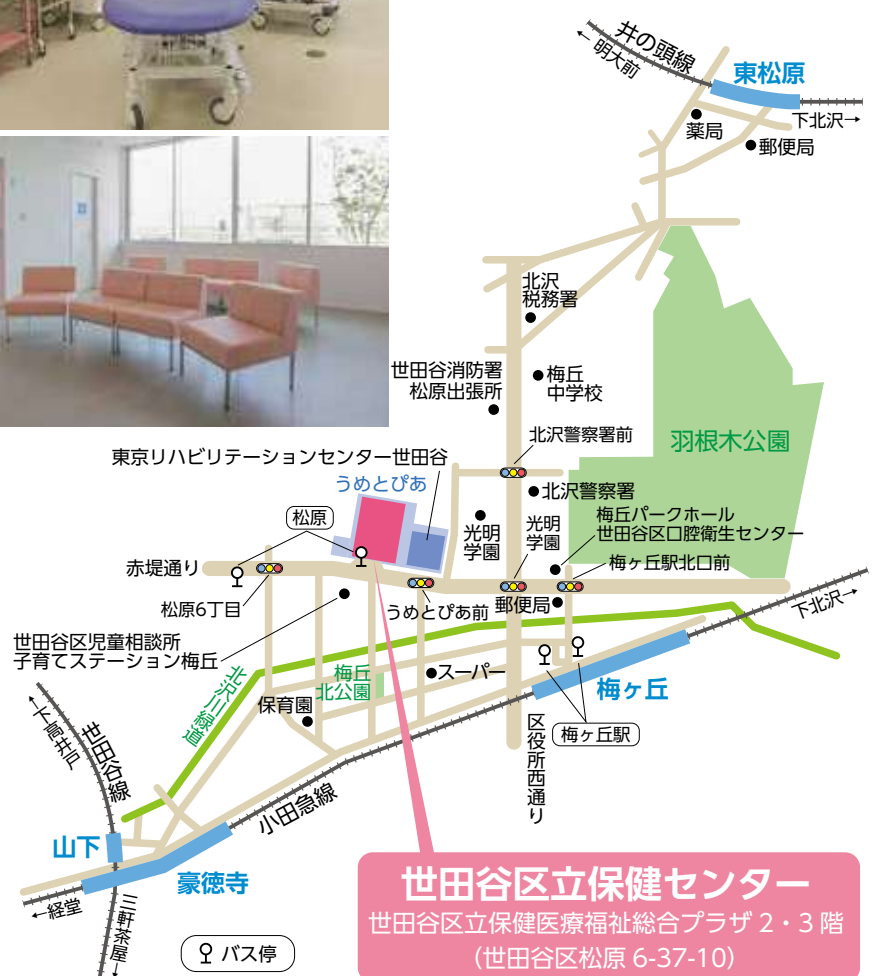 井の頭線
←明大前
東松原
下北沢→
薬局
郵便局
北沢
税務署
世田谷消防署
松原出張所
梅丘
中学校
北沢警察署前
羽根木公園
東京リハビリテーションセンター世田谷
うめとぴあ
北沢警察署
松原
光明
学園
光明
学園
梅丘パークホール
世田谷区口腔衛生センター
赤堤通り
梅ヶ丘駅北口前
松原6丁目
うめとぴあ前
郵便局
下北沢→
世田谷区児童相談所
子育てステーション梅丘
北沢川緑道
梅丘
北公園
スーパー
保育園
梅ヶ丘
梅ヶ丘駅
区役所西通り
←下高井戸
世田谷線
小田急線
山下
豪徳寺
←経堂
三軒茶屋→
バス停
世田谷区立保健センター
世田谷区立保健医療福祉総合プラザ 2・3 階
（世田谷区松原 6-37-10）